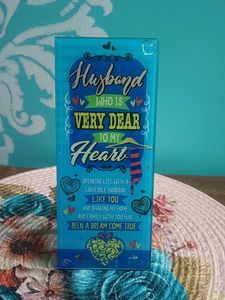 Husband
WHO IS
VERY DEAR
TO MY
Heart
SPENDING LIFE WITH A
LOVEABLE HUSBAND
LIKE YOU
AND SHARING MY HOME
AND FAMILY WITH YOU HAS
BEEN A DREAM COME TRUE